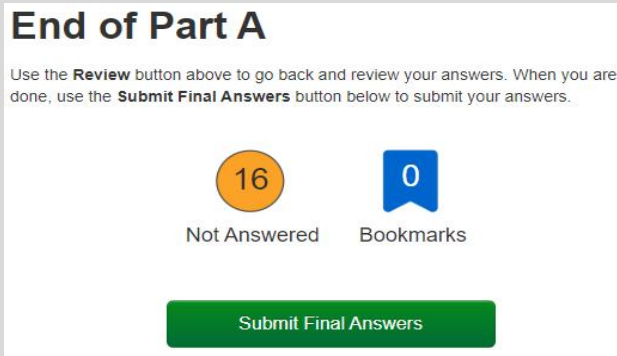 End of Part A
Use the Review button above to go back and review your answers. When you are
done, use the Submit Final Answers button below to submit your answers.
16
0
Not Answered
Bookmarks
Submit Final Answers